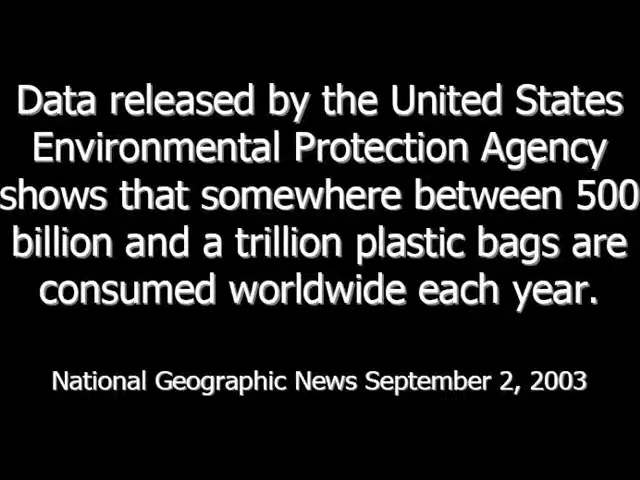 Data released by the United States
Environmental Protection Agency
shows that somewhere between 500
billion and a trillion plastic bags are
consumed worldwide each year.
National Geographic News September 2, 2003